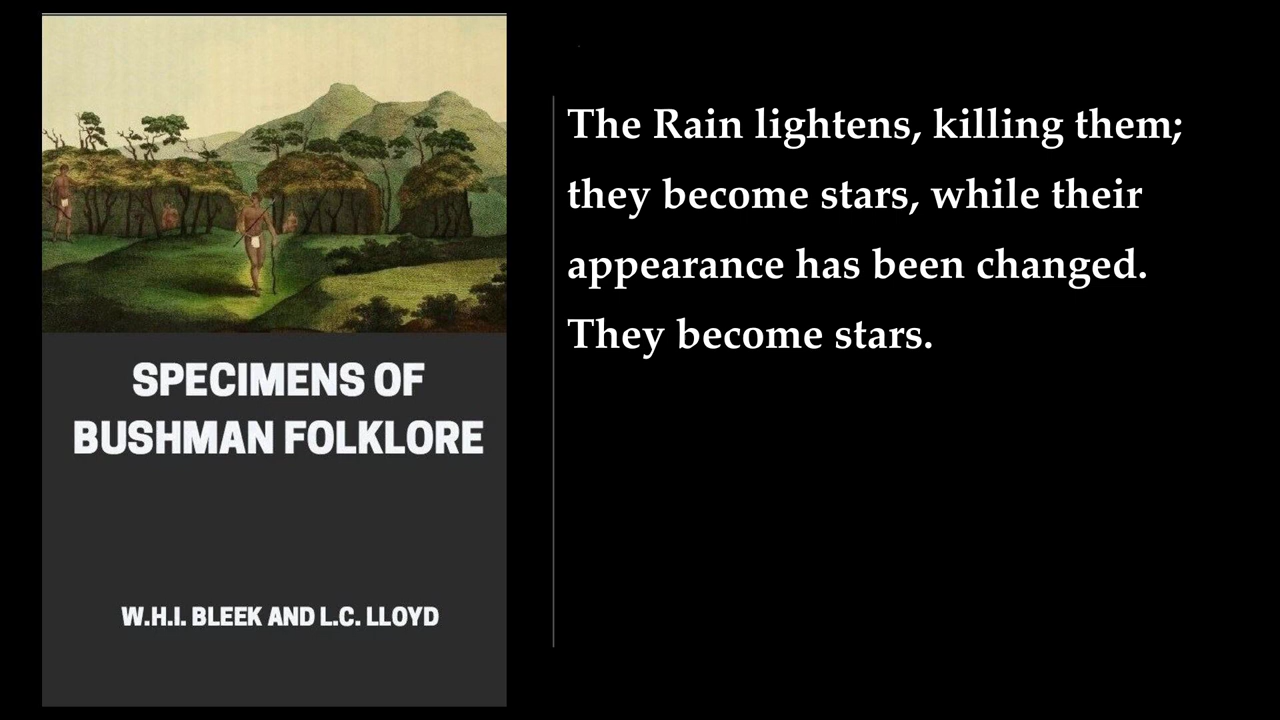 SPECIMENS OF
BUSHMAN FOLKLORE
W.H.I. BLEEK AND L.C. LLOYD
The Rain lightens, killing them;
they become stars, while their
appearance has been changed.
They become stars.